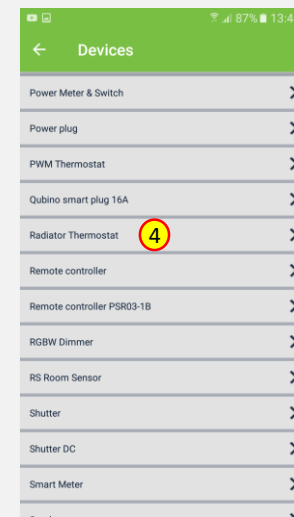 87% 13:4
Devices
Power Meter & Switch
Power plug
PWM Thermostat
Qubino smart plug 16A
Radiator Thermostat 4
Remote controller
Remote controller PSR03-1B
RGBW Dimmer
RS Room Sensor
Shutter
Shutter DC
Smart Meter